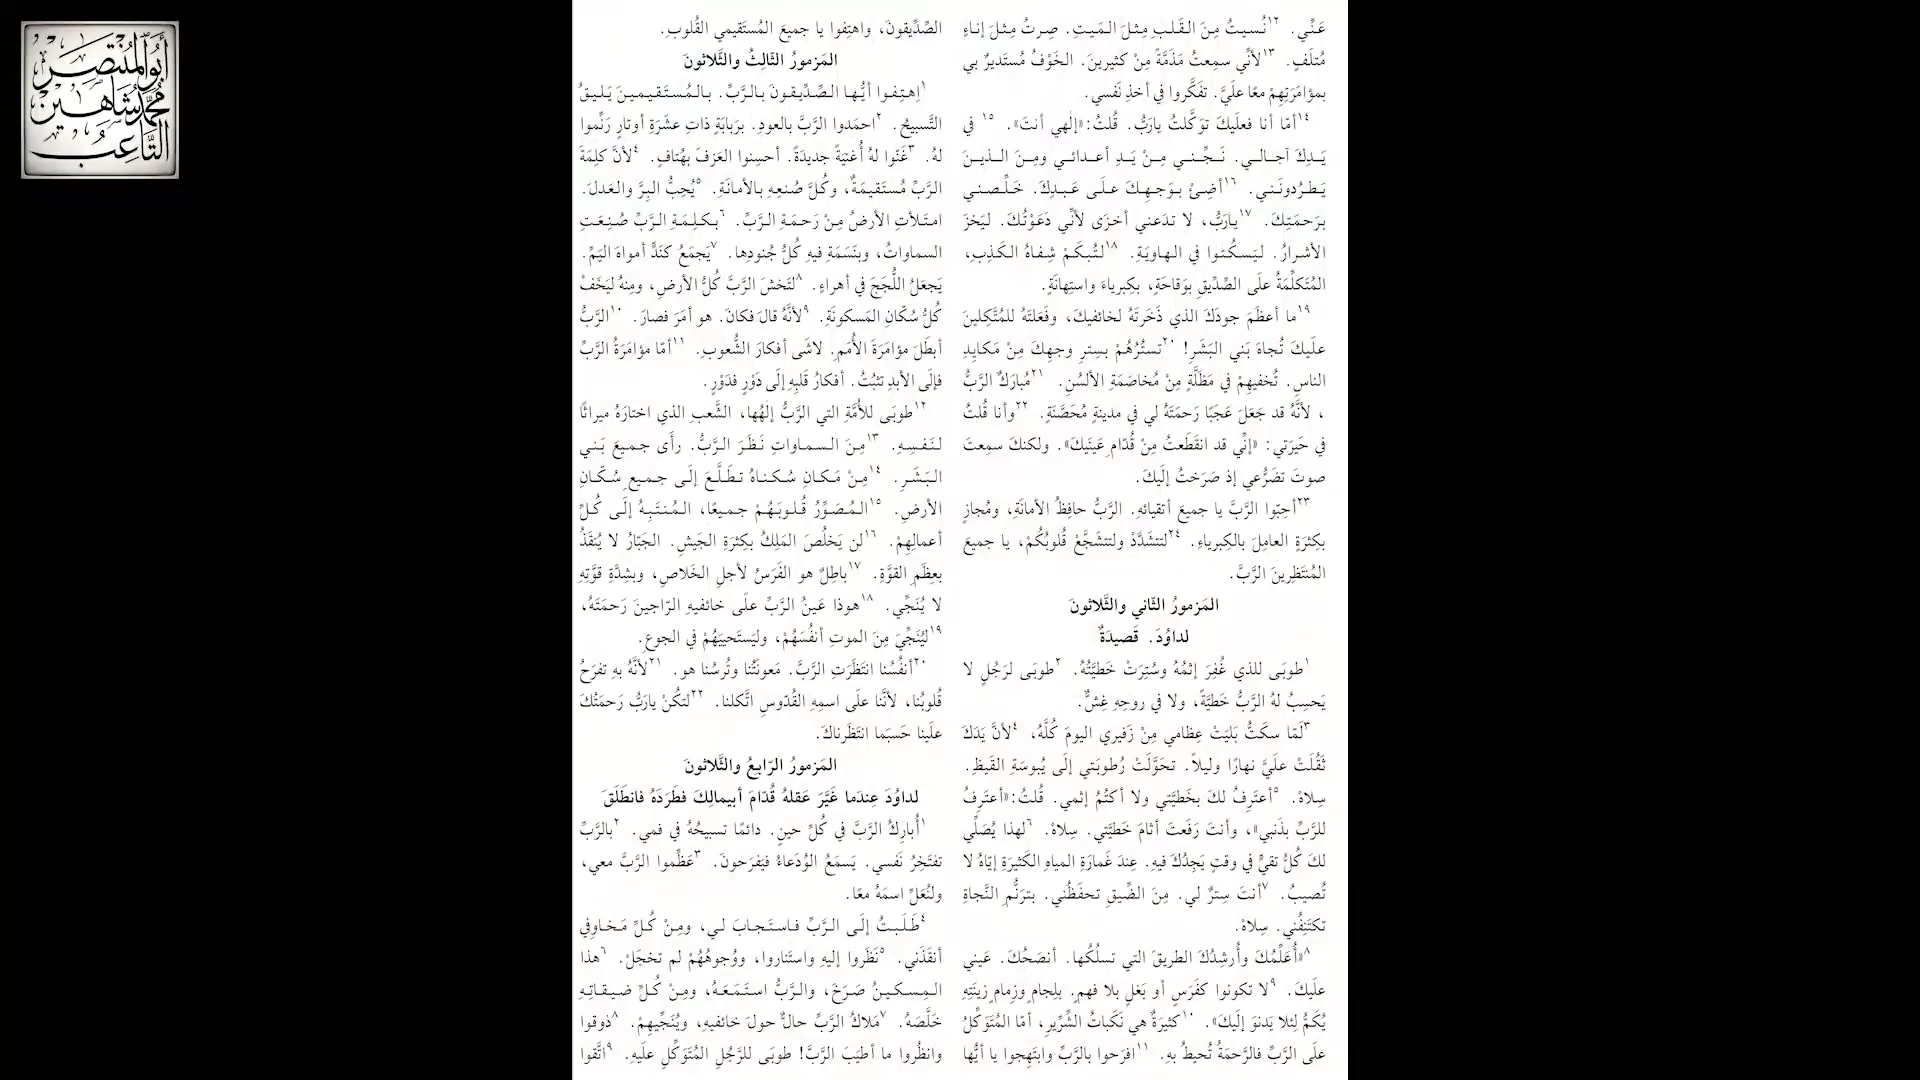 أبو المنتصر
محمد شاهين
التاعب
عَنِّي. ١٢نُسيتُ مِنَ القَلبِ مِثلَ المَيتِ. صِرتُ مِثلَ إناءٍ
مُتلَفٍ. ١٣لأنِّي سمِعتُ مَذَمَّةً مِنْ كثيرينَ. الخَوْفُ مُستَديرٌ بي
بمؤامَرَتِهِمْ معًا علَيَّ. تفَكَّروا في أخذِ نَفسي.
١٤أمّا أنا فعلَيكَ توَكَّلتُ يارَبُّ. قُلتُ: «إلهي أنتَ». ١٥ في
يَدِكَ آجالي. نَجِّني مِنْ يَدِ أعدائي ومِنَ الذينَ
يَطرُدونَني. ١٦أضِئْ بوَجهِكَ علَى عَبدِكَ. خَلِّصني
برَحمَتِكَ. ١٧يارَبُّ، لا تدَعني أخزَى لأنِّي دَعَوْتُكَ. ليَخزَ
الأشرارُ. ليَسكُتوا في الهاويَةِ. ١٨لتُبكَمْ شِفاهُ الكَذِبِ،
المُتَكلِّمَةُ علَى الصِّدِّيقِ بوَقاحَةٍ، بكِبرياءَ واستِهانَةٍ.
١٩ما أعظَمَ جودَكَ الذي ذَخَرتَهُ لخائفيكَ، وفَعَلتَهُ للمُتَّكِلينَ
علَيكَ تُجاهَ بَني البَشَرِ! ٢٠تستُرُهُمْ بسِترِ وجهِكَ مِنْ مَكايِدِ
الناسِ. تُخفيهِمْ في مَظَلَّةٍ مِنْ مُخاصَمَةِ الألسُنِ. ٢١مُبارَكٌ الرَّبُّ
، لأنَّهُ قد جَعَلَ عَجَبًا رَحمَتَهُ لي في مدينةٍ مُحَصَّنَةٍ. ٢٢وأنا قُلتُ
في حَيرَتي: «إنِّي قد انقَطَعتُ مِنْ قُدّامِ عَينَيكَ». ولكنكَ سمِعتَ
صوتَ تضَرُّعي إذ صَرَختُ إلَيكَ.
٢٣أحِبّوا الرَّبَّ يا جميعَ أتقيائهِ. الرَّبُّ حافِظُ الأمانَةِ، ومُجازٍ
بكِثرَةٍ العامِلَ بالكِبرياءِ. ٢٤لتتشَدَّدْ ولتتشَجَّعْ قُلوبُكُمْ، يا جميعَ
المُنتَظِرينَ الرَّبَّ.
المَزمورُ الثّاني والثَّلاثونَ
لداوُدَ. قَصيدَةٌ
١طوبَى للذي غُفِرَ إثمُهُ وسُتِرَتْ خَطيَّتُهُ. ٢طوبَى لرَجُلٍ لا
يَحسِبُ لهُ الرَّبُّ خَطيَّةً، ولا في روحِهِ غِشٌّ.
٣لَمّا سكَتُّ بَليَتْ عِظامي مِنْ زَفيري اليومَ كُلَّهُ، ٤لأنَّ يَدَكَ
ثَقُلَتْ علَيَّ نهارًا وليلاً. تحَوَّلَتْ رُطوبَتي إلَى يُبوسَةِ القَيظِ.
سِلاهْ. ٥أعتَرِفُ لكَ بخَطيَّتي ولا أكتُمُ إثمي. قُلتُ: «أعتَرِفُ
للرَّبِّ بذَنبي»، وأنتَ رَفَعتَ أثامَ خَطيَّتي. سِلاهْ. ٦لهذا يُصَلِّي
لكَ كُلُّ تقيٍّ في وقتٍ يَجِدُكَ فيهِ. عِندَ غَمارَةِ المياهِ الكَثيرَةِ إيّاهُ لا
تُصيبُ. ٧أنتَ سِترٌ لي. مِنَ الضِّيقِ تحفَظُني. بترَنُّمِ النَّجاةِ
تكتَنِفُني. سِلاهْ.
٨«أُعَلِّمُكَ وأُرشِدُكَ الطريقَ التي تسلُكُها. أنصَحُكَ. عَيني
علَيكَ. ٩لا تكونوا كفَرَسٍ أو بَغلٍ بلا فهمٍ. بلِجامٍ وزِمامٍ زينَتِهِ
يُكَمُّ لِئلا يَدنوَ إلَيكَ». ١٠كثيرَةٌ هي نَكَباتُ الشِّرِّيرِ، أمّا المُتَوَكِّلُ
علَى الرَّبِّ فالرَّحمَةُ تُحيطُ بهِ. ١١افرَحوا بالرَّبِّ وابتَهِجوا يا أيُّها
الصِّدِّيقونَ، واهتِفوا يا جميعَ المُستَقيمي القُلوبِ.
المَزمورُ الثّالِثُ والثَّلاثونَ
١اِهتِفوا أيُّها الصِّدِّيقونَ بالرَّبِّ. بالمُستَقيمينَ يَليقُ
التَّسبيحُ. ٢احمَدوا الرَّبَّ بالعودِ. برَبابَةٍ ذاتِ عشَرَةِ أوتارٍ رَنِّموا
لهُ. ٣غَنّوا لهُ أُغنيَةً جديدَةً. أحسِنوا العَزفَ بهُتافٍ. ٤لأنَّ كلِمَةَ
الرَّبِّ مُستَقيمَةٌ، وكُلَّ صُنعِهِ بالأمانَةِ. ٥يُحِبُّ البِرَّ والعَدلَ.
امتَلأتِ الأرضُ مِنْ رَحمَةِ الرَّبِّ. ٦بكلِمَةِ الرَّبِّ صُنِعَتِ
السماواتُ، وبنَسَمَةِ فيهِ كُلُّ جُنودِها. ٧يَجمَعُ كنَدٍّ أمواهَ اليَمِّ.
يَجعَلُ اللُّجَجَ في أهراءٍ. ٨لتَخشَ الرَّبَّ كُلُّ الأرضِ، ومِنهُ ليَخَفْ
كُلُّ سُكّانِ المَسكونَةِ. ٩لأنَّهُ قالَ فكانَ. هو أمَرَ فصارَ. ١٠الرَّبُّ
أبطَلَ مؤامَرَةَ الأُمَمِ. لاشَى أفكارَ الشُّعوبِ. ١١أمّا مؤامَرَةُ الرَّبِّ
فإلَى الأبدِ تثبُتُ. أفكارُ قَلبِهِ إلَى دَوْرٍ فدَوْرٍ.
١٢طوبَى للأُمَّةِ التي الرَّبُّ إلهُها، الشَّعبِ الذي اختارَهُ ميراثًا
لنَفسِهِ. ١٣مِنَ السماواتِ نَظَرَ الرَّبُّ. رأَى جميعَ بَني
البَشَرِ. ١٤مِنْ مَكانِ سُكناهُ تطَلَّعَ إلَى جميعِ سُكّانِ
الأرضِ. ١٥المُصَوِّرُ قُلوبَهُمْ جميعًا، المُنتَبِهُ إلَى كُلِّ
أعمالِهِمْ. ١٦لن يَخلُصَ المَلِكُ بكِثرَةِ الجَيشِ. الجَبّارُ لا يُنقَذُ
بعِظَمِ القوَّةِ. ١٧باطِلٌ هو الفَرَسُ لأجلِ الخَلاصِ، وبشِدَّةِ قوَّتِهِ
لا يُنَجِّي. ١٨هوذا عَينُ الرَّبِّ علَى خائفيهِ الرّاجينَ رَحمَتَهُ،
١٩ليُنَجِّيَ مِنَ الموتِ أنفُسَهُمْ، وليَستَحييَهُمْ في الجوعِ.
٢٠أنفُسُنا انتَظَرَتِ الرَّبَّ. مَعونَتُنا وتُرسُنا هو. ٢١لأنَّهُ بهِ تفرَحُ
قُلوبُنا، لأنَّنا علَى اسمِهِ القُدّوسِ اتَّكلنا. ٢٢لتكُنْ يارَبُّ رَحمَتُكَ
علَينا حَسبَما انتَظَرناكَ.
المَزمورُ الرّابِعُ والثَّلاثونَ
لداوُدَ عِندَما غَيَّرَ عَقلهُ قُدّامَ أبيمالِكَ فطَرَدَهُ فانطَلَقَ
١أُبارِكُ الرَّبَّ في كُلِّ حينٍ. دائمًا تسبيحُهُ في فمي. ٢بالرَّبِّ
تفتَخِرُ نَفسي. يَسمَعُ الوُدَعاءُ فيَفرَحونَ. ٣عَظِّموا الرَّبَّ معي،
ولنُعَلِّ اسمَهُ معًا.
٤طَلَبتُ إلَى الرَّبِّ فاستَجابَ لي، ومِنْ كُلِّ مَخاوِفي
أنقَذَني. ٥نَظَروا إليهِ واستَناروا، ووُجوهُهُمْ لم تخجَلْ. ٦هذا
المِسكينُ صَرَخَ، والرَّبُّ استَمَعَهُ، ومِنْ كُلِّ ضيقاتِهِ
خَلَّصَهُ. ٧مَلاكُ الرَّبِّ حالٌّ حولَ خائفيهِ، ويُنَجِّيهِمْ. ٨ذوقوا
وانظُروا ما أطيَبَ الرَّبَّ! طوبَى للرَّجُلِ المُتَوَكِّلِ علَيهِ. ٩اتَّقوا